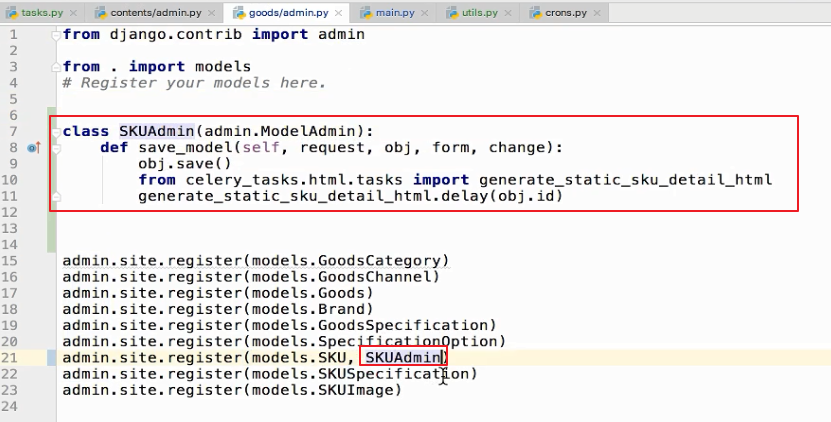 tasks.py contents/admin.py goods/admin.py main.py utils.py crons.py
1 from django.contrib import admin
2
3 from . import models
4 # Register your models here.
5
6
7 class SKUAdmin(admin.ModelAdmin):
8     def save_model(self, request, obj, form, change):
9         obj.save()
10         from celery_tasks.html.tasks import generate_static_sku_detail_html
11         generate_static_sku_detail_html.delay(obj.id)
12
13
14
15 admin.site.register(models.GoodsCategory)
16 admin.site.register(models.GoodsChannel)
17 admin.site.register(models.Goods)
18 admin.site.register(models.Brand)
19 admin.site.register(models.GoodsSpecification)
20 admin.site.register(models.SpecificationOption)
21 admin.site.register(models.SKU, SKUAdmin)
22 admin.site.register(models.SKUSpecification)
23 admin.site.register(models.SKUImage)
24